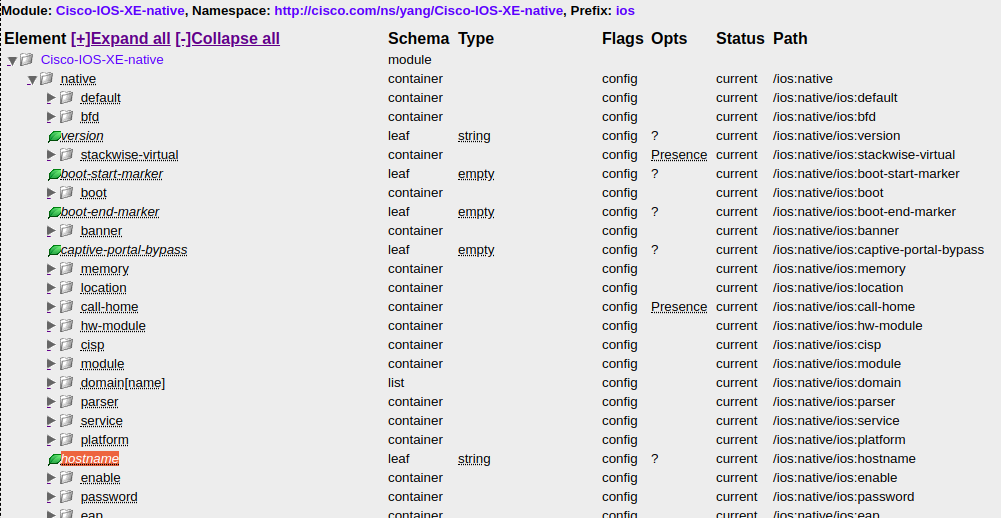 Module: Cisco-IOS-XE-native, Namespace: http://cisco.com/ns/yang/Cisco-IOS-XE-native, Prefix: ios
Element [+]Expand all [-]Collapse all Schema Type Flags Opts Status Path
Cisco-IOS-XE-native module
native container config current /ios:native
default container config current /ios:native/ios:default
bfd container config current /ios:native/ios:bfd
version leaf string config ? current /ios:native/ios:version
stackwise-virtual container config Presence current /ios:native/ios:stackwise-virtual
boot-start-marker leaf empty config ? current /ios:native/ios:boot-start-marker
boot container config current /ios:native/ios:boot
boot-end-marker leaf empty config ? current /ios:native/ios:boot-end-marker
banner container config current /ios:native/ios:banner
captive-portal-bypass leaf empty config ? current /ios:native/ios:captive-portal-bypass
memory container config current /ios:native/ios:memory
location container config current /ios:native/ios:location
call-home container config Presence current /ios:native/ios:call-home
hw-module container config current /ios:native/ios:hw-module
cisp container config current /ios:native/ios:cisp
module container config current /ios:native/ios:module
domain[name] list config current /ios:native/ios:domain
parser container config current /ios:native/ios:parser
service container config current /ios:native/ios:service
platform container config current /ios:native/ios:platform
hostname leaf string config ? current /ios:native/ios:hostname
enable container config current /ios:native/ios:enable
password container config current /ios:native/ios:password
eap container config current /ios:native/ios:eap